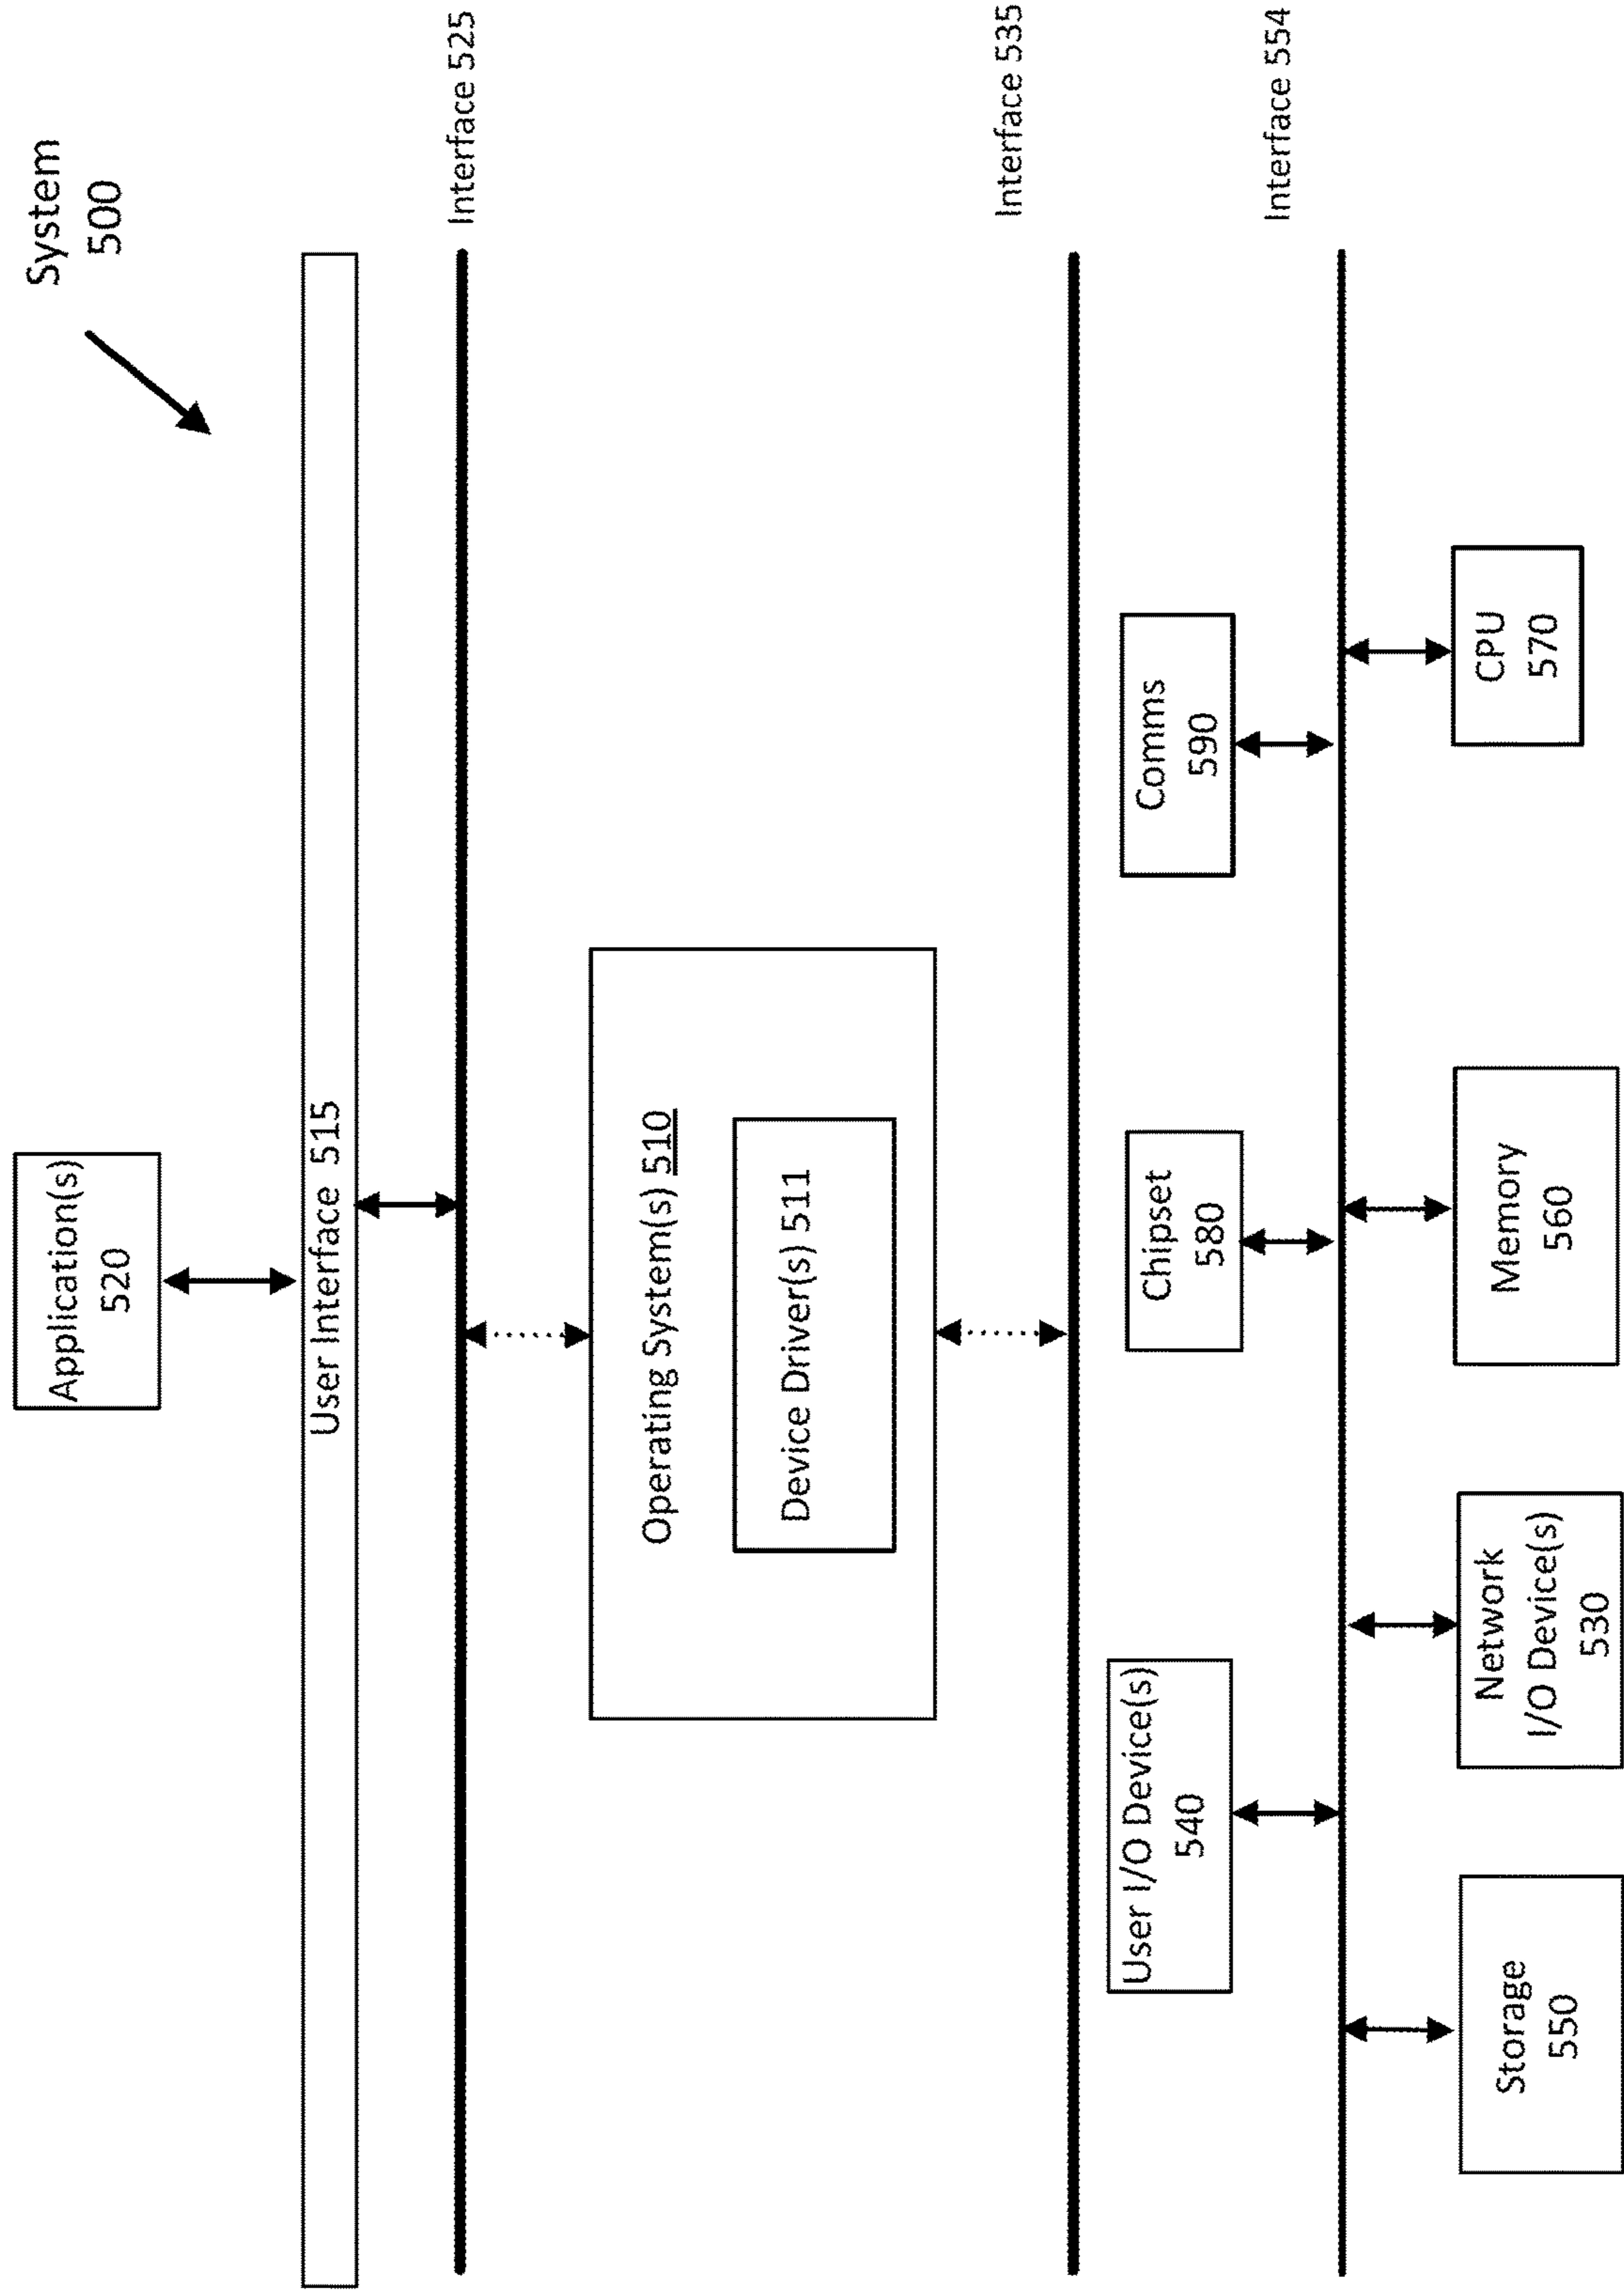 System
500
Application(s)
520
User Interface 515
Interface 525
Operating System(s) 510
Device Driver(s) 511
Interface 535
User I/O Device(s)
540
Chipset
580
Comms
590
Interface 554
Storage
550
Network
I/O Device(s)
530
Memory
560
CPU
570